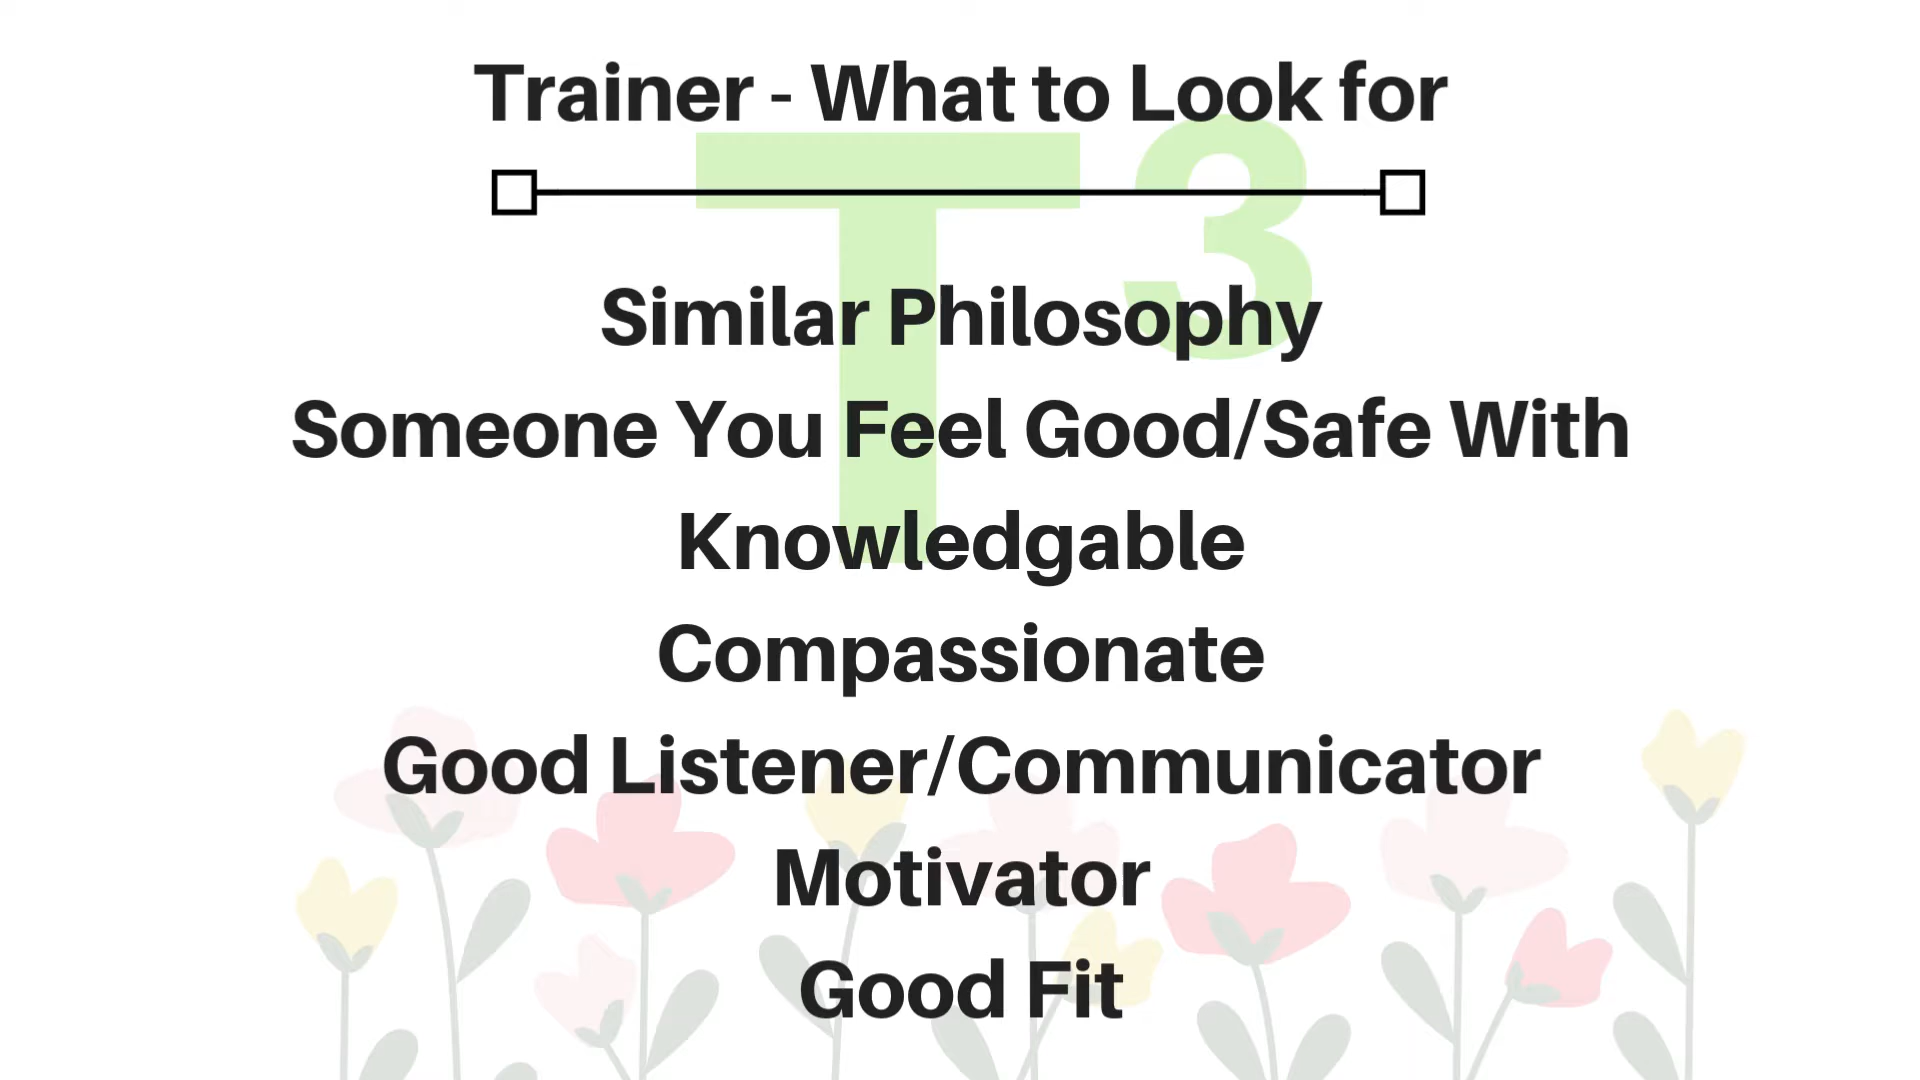 Trainer - What to Look for
T3
Similar Philosophy
Someone You Feel Good/Safe With
Knowledgable
Compassionate
Good Listener/Communicator
Motivator
Good Fit